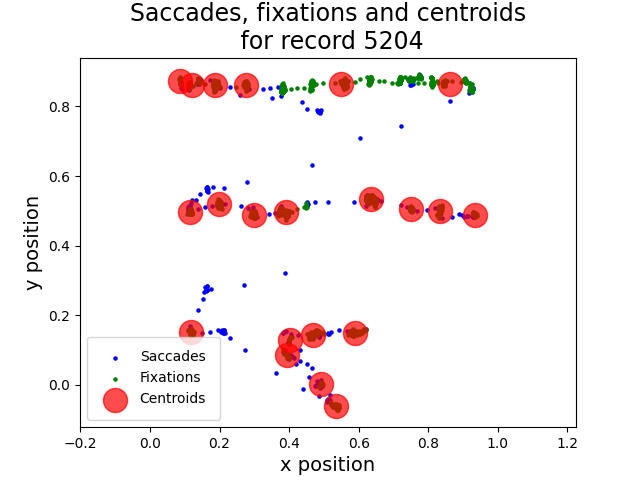 Saccades, fixations and centroids
for record 5204
y position
0.8
0.6
0.4
0.2
0.0
Saccades
Fixations
Centroids
−0.2 0.0 0.2 0.4 0.6 0.8 1.0 1.2
x position